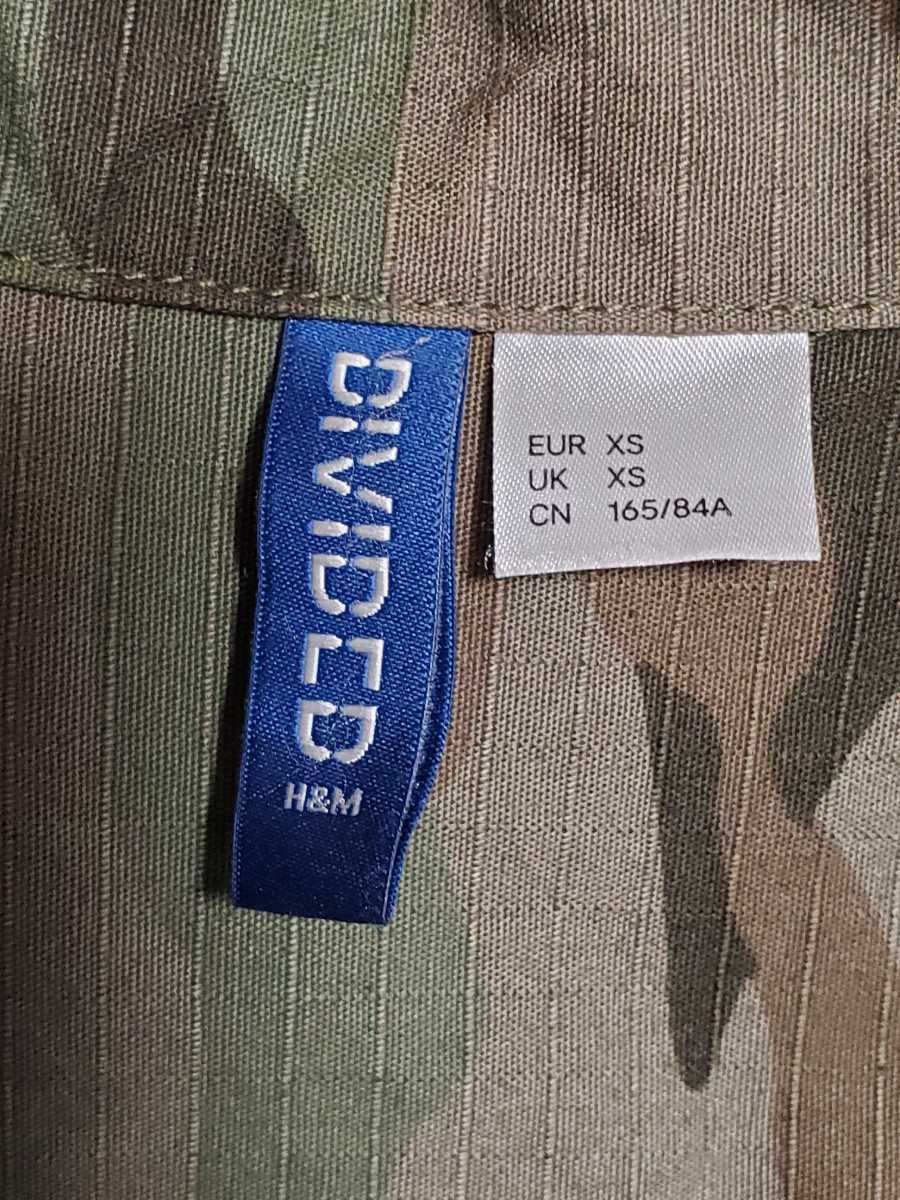 DIVIDED
H&M
EUR XS
UK XS
CN 165/84A